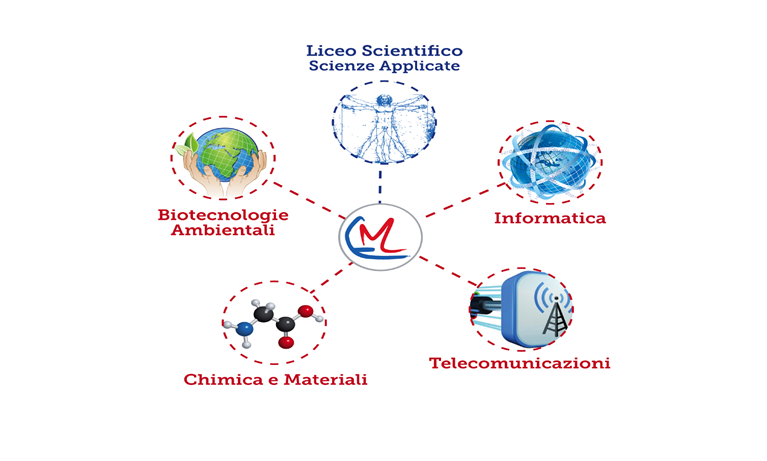 Liceo Scientifico
Scienze Applicate
Biotecnologie
Ambientali
Informatica
Chimica e Materiali
Telecomunicazioni